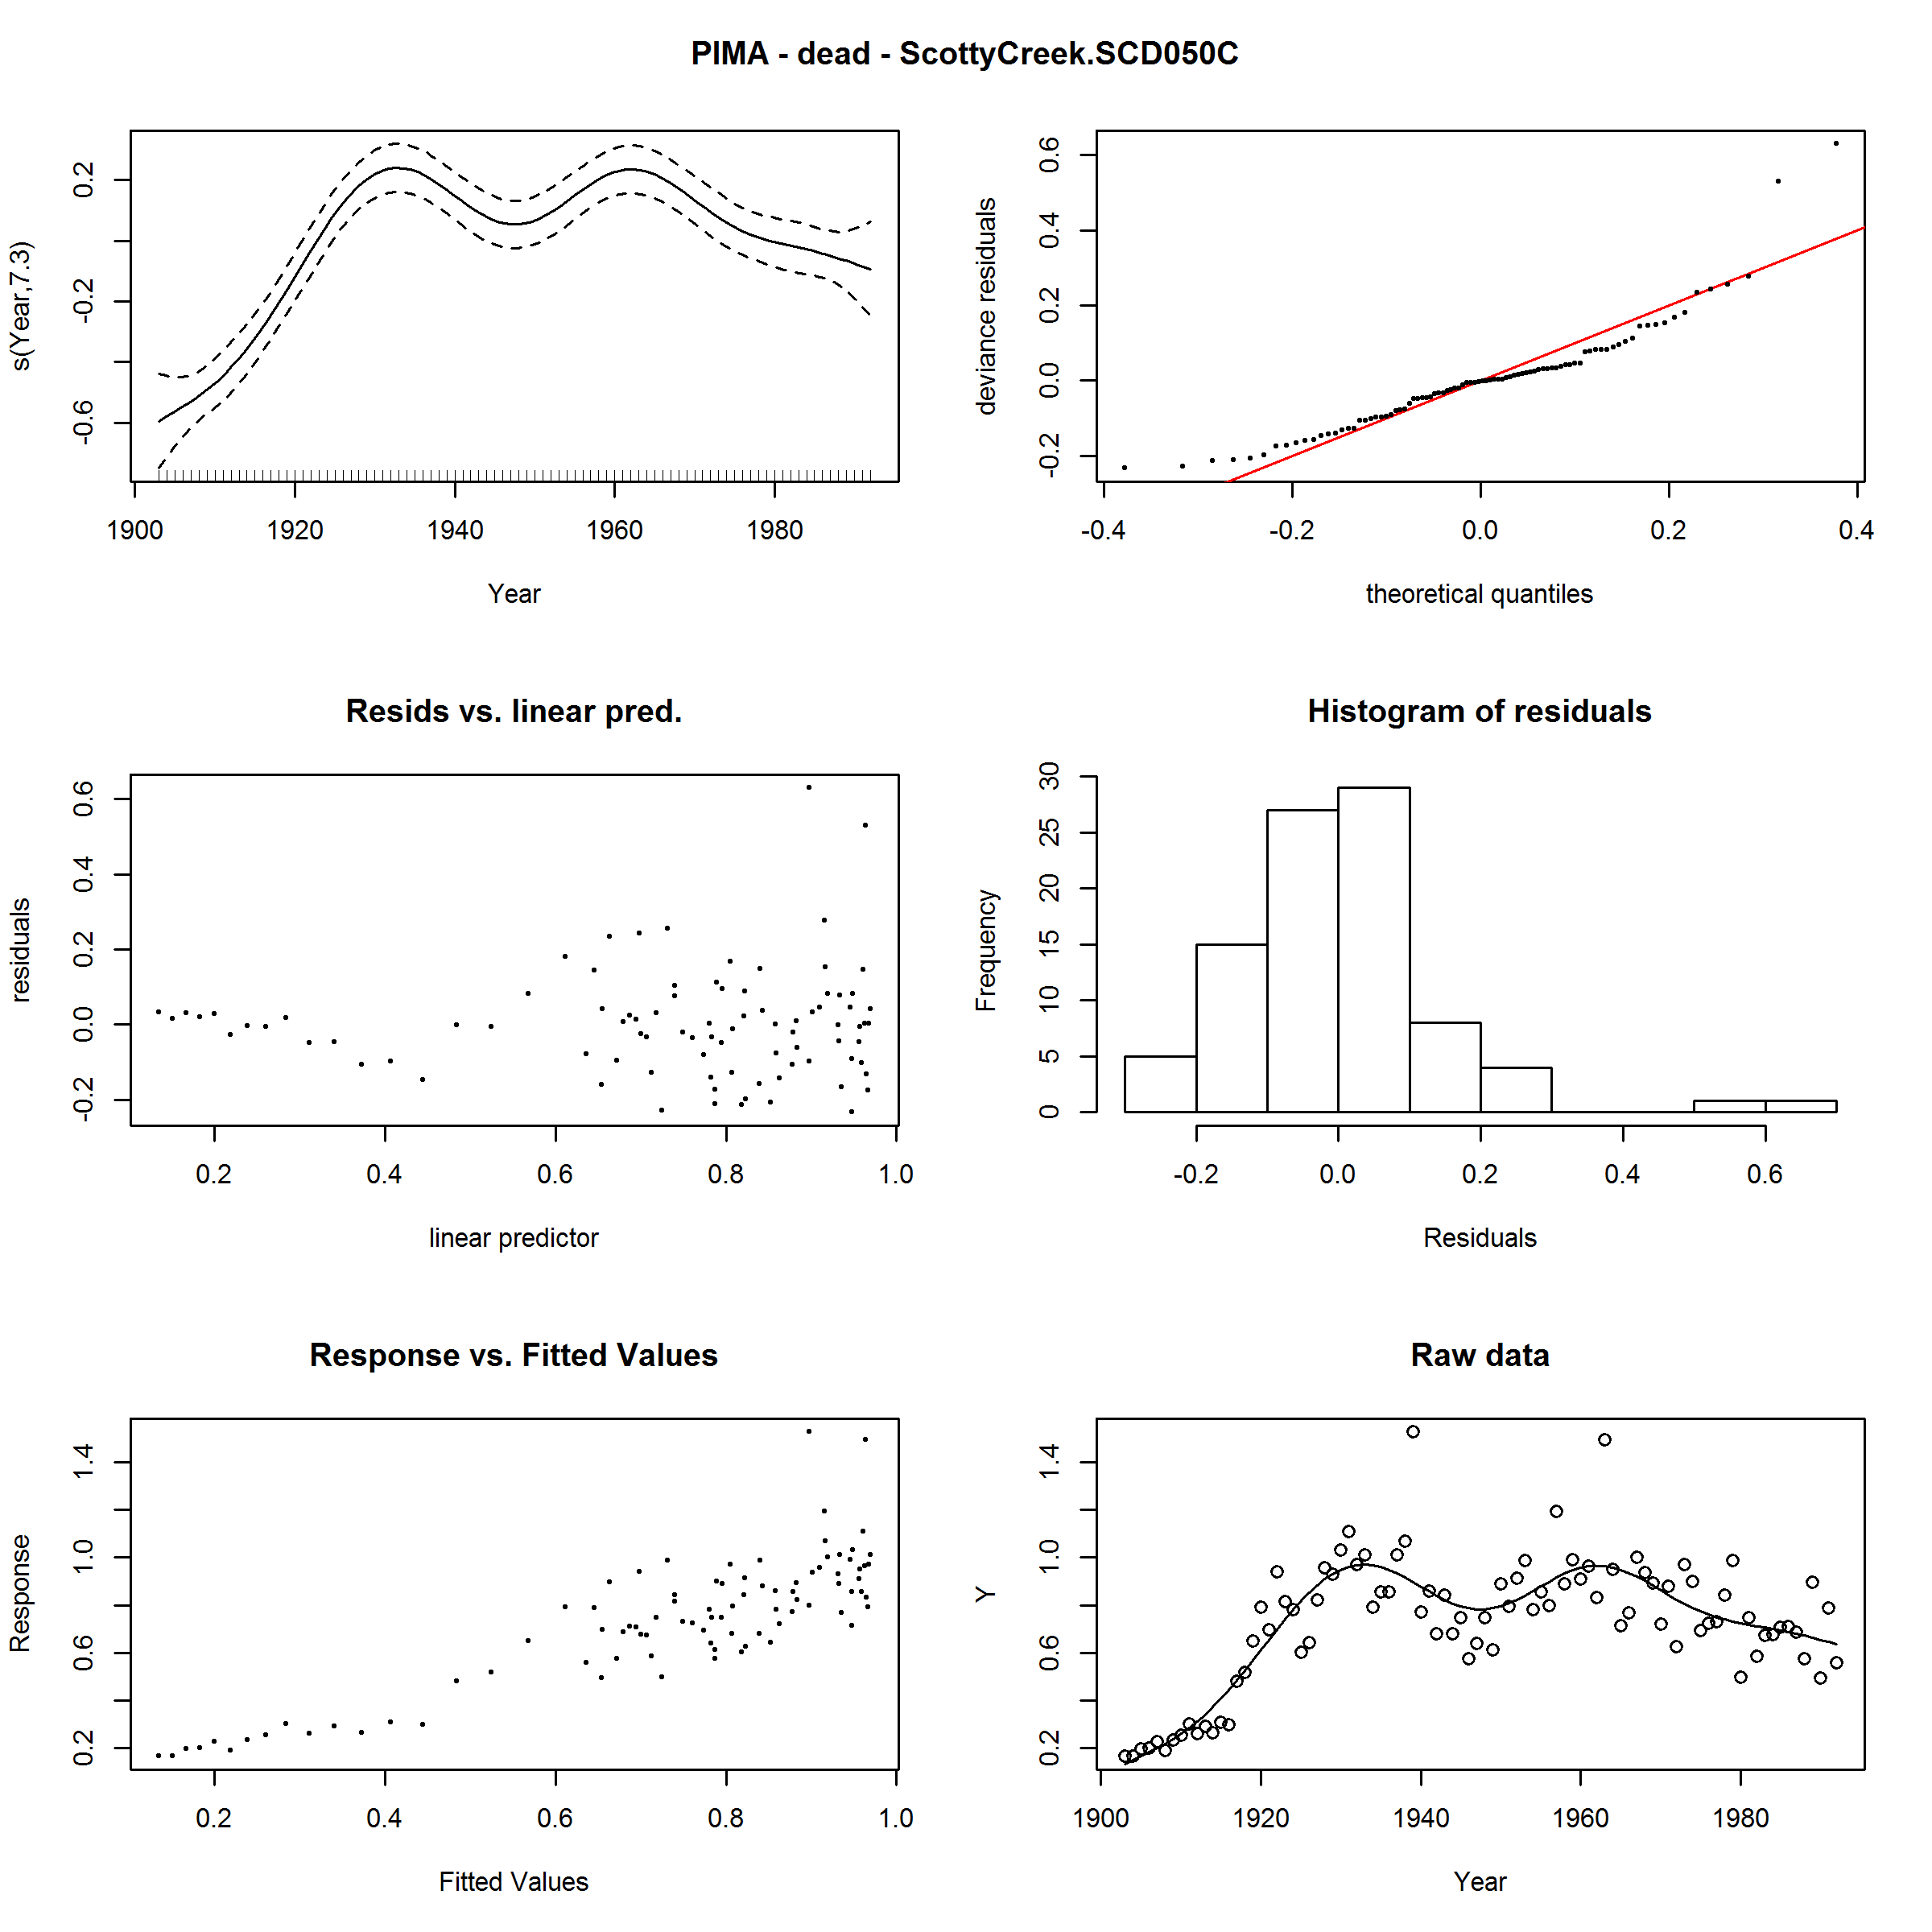 PIMA - dead - ScottyCreek.SCD050C
s(Year,7.3)
0.2
-0.2
-0.6
1900 1920 1940 1960 1980
Year
deviance residuals
0.6
0.4
0.2
0.0
-0.2
-0.4 -0.2 0.0 0.2 0.4
theoretical quantiles
Resids vs. linear pred.
residuals
0.6
0.4
0.2
0.0
-0.2
0.2 0.4 0.6 0.8 1.0
linear predictor
Histogram of residuals
Frequency
30
25
20
15
10
5
0
-0.2 0.0 0.2 0.4 0.6
Residuals
Response vs. Fitted Values
Response
1.4
1.0
0.6
0.2
0.2 0.4 0.6 0.8 1.0
Fitted Values
Raw data
Y
1.4
1.0
0.6
0.2
1900 1920 1940 1960 1980
Year